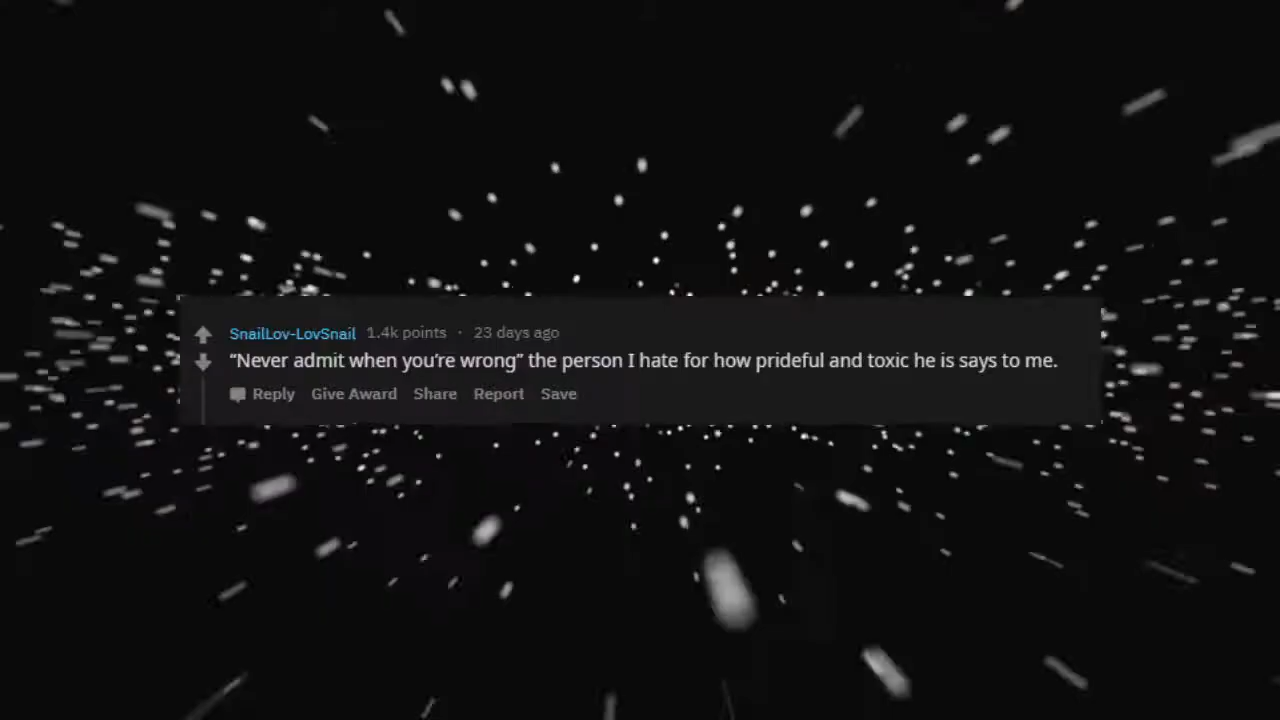 SnailLov-LovSnail 1.4k points · 23 days ago
“Never admit when you’re wrong” the person I hate for how prideful and toxic he is says to me.
Reply Give Award Share Report Save